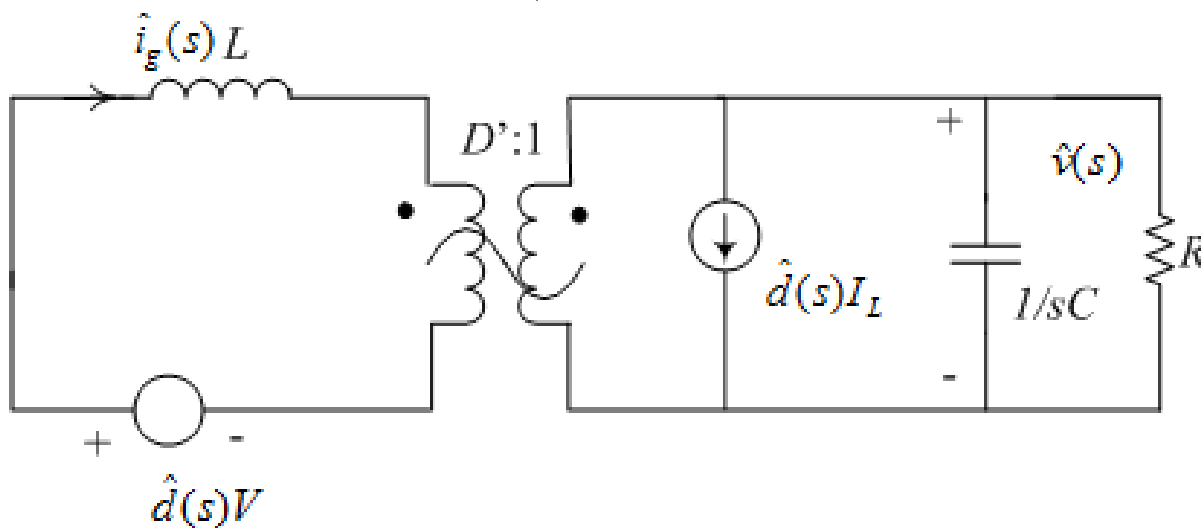 î_g(s) L
D':1
+
v̂(s)
d̂(s)I_L
1/sC
R
-
+ -
d̂(s)V